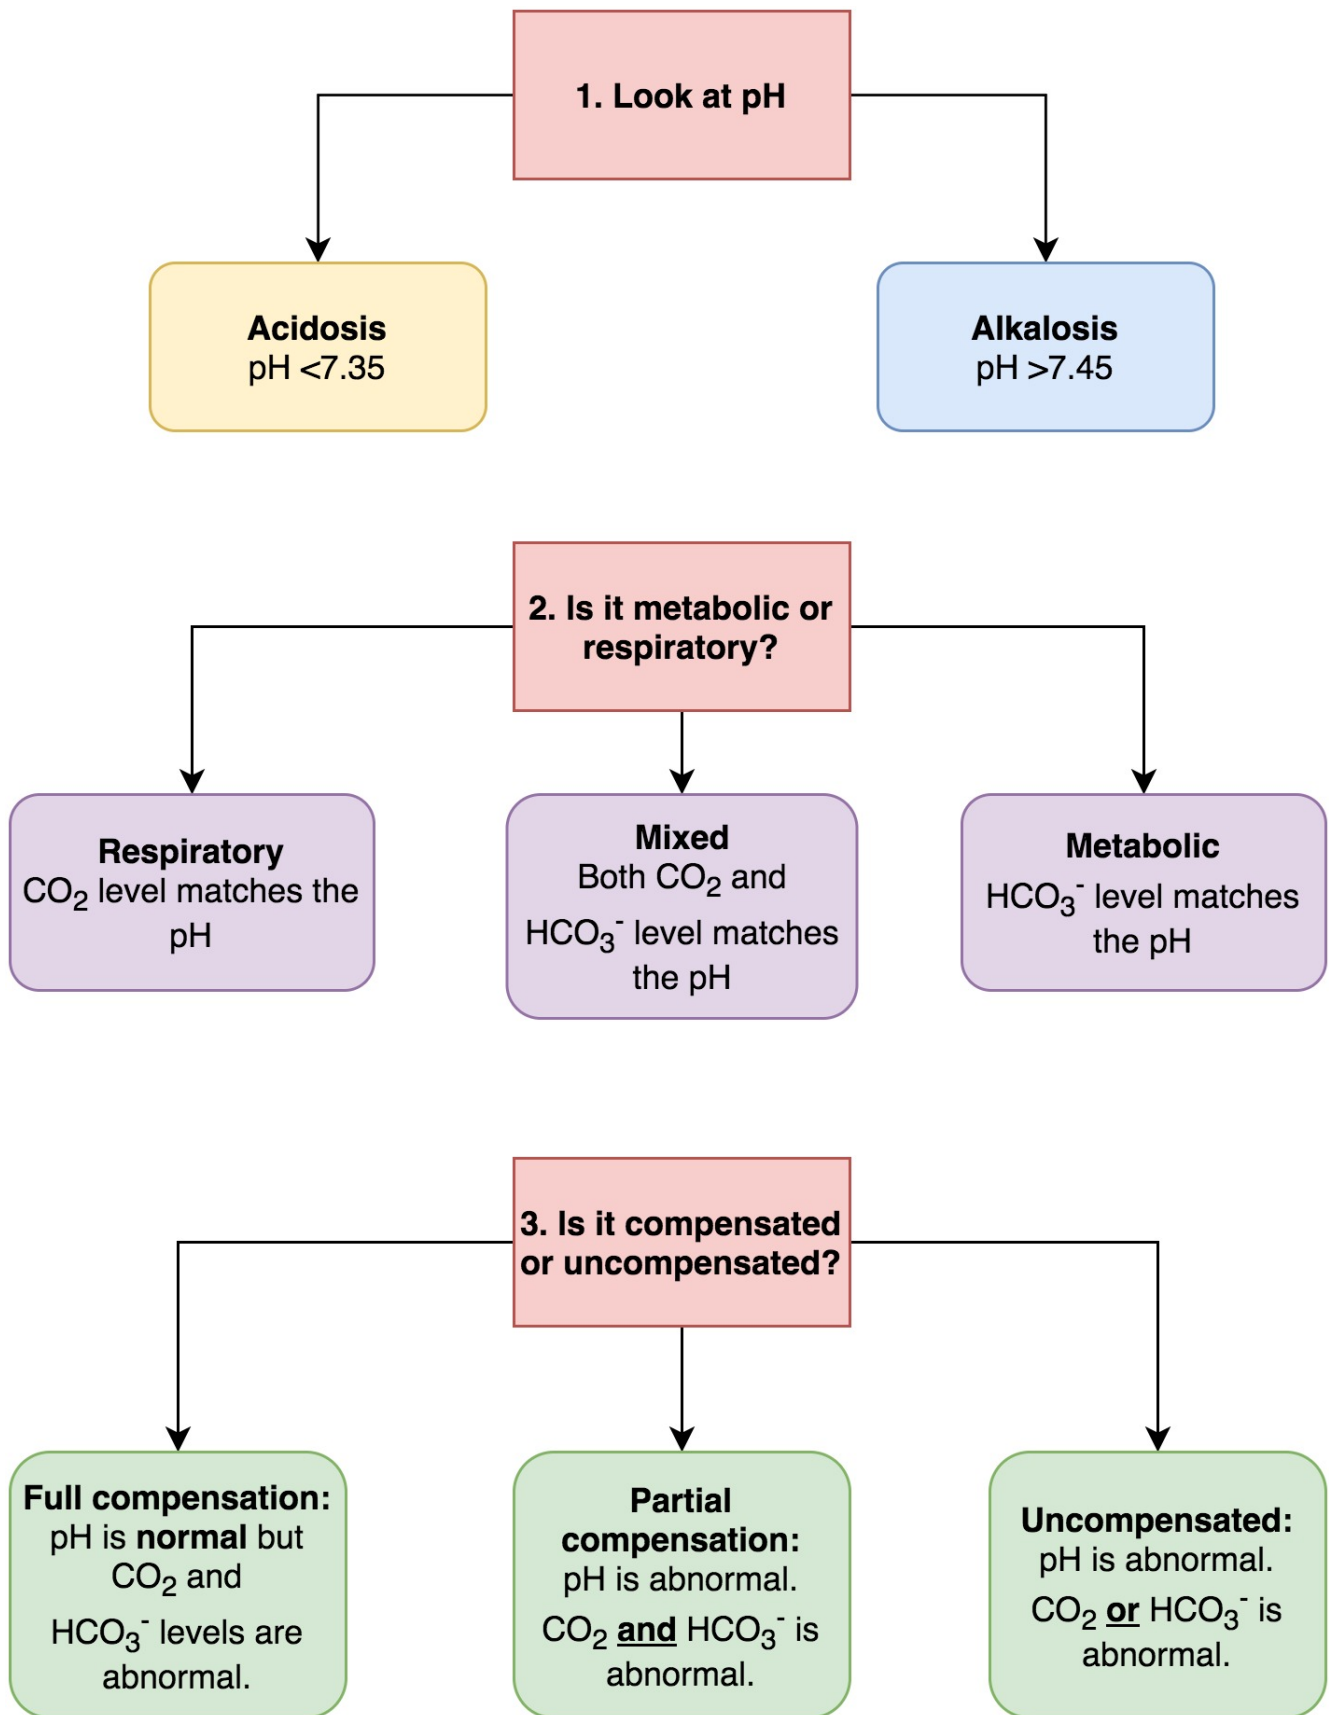 1. Look at pH
Acidosis
pH <7.35
Alkalosis
pH >7.45
2. Is it metabolic or
respiratory?
Respiratory
CO₂ level matches the
pH
Mixed
Both CO₂ and
HCO₃⁻ level matches
the pH
Metabolic
HCO₃⁻ level matches
the pH
3. Is it compensated
or uncompensated?
Full compensation:
pH is normal but
CO₂ and
HCO₃⁻ levels are
abnormal.
Partial
compensation:
pH is abnormal.
CO₂ and HCO₃⁻ is
abnormal.
Uncompensated:
pH is abnormal.
CO₂ or HCO₃⁻ is
abnormal.